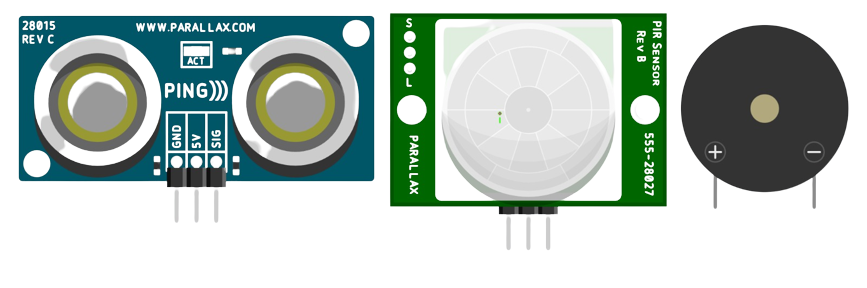 28015
REV C
WWW.PARALLAX.COM
ACT
PING)))
GND
5V
SIG
S
L
PARALLAX
PIR SENSOR
REV B
555-28027
+
−